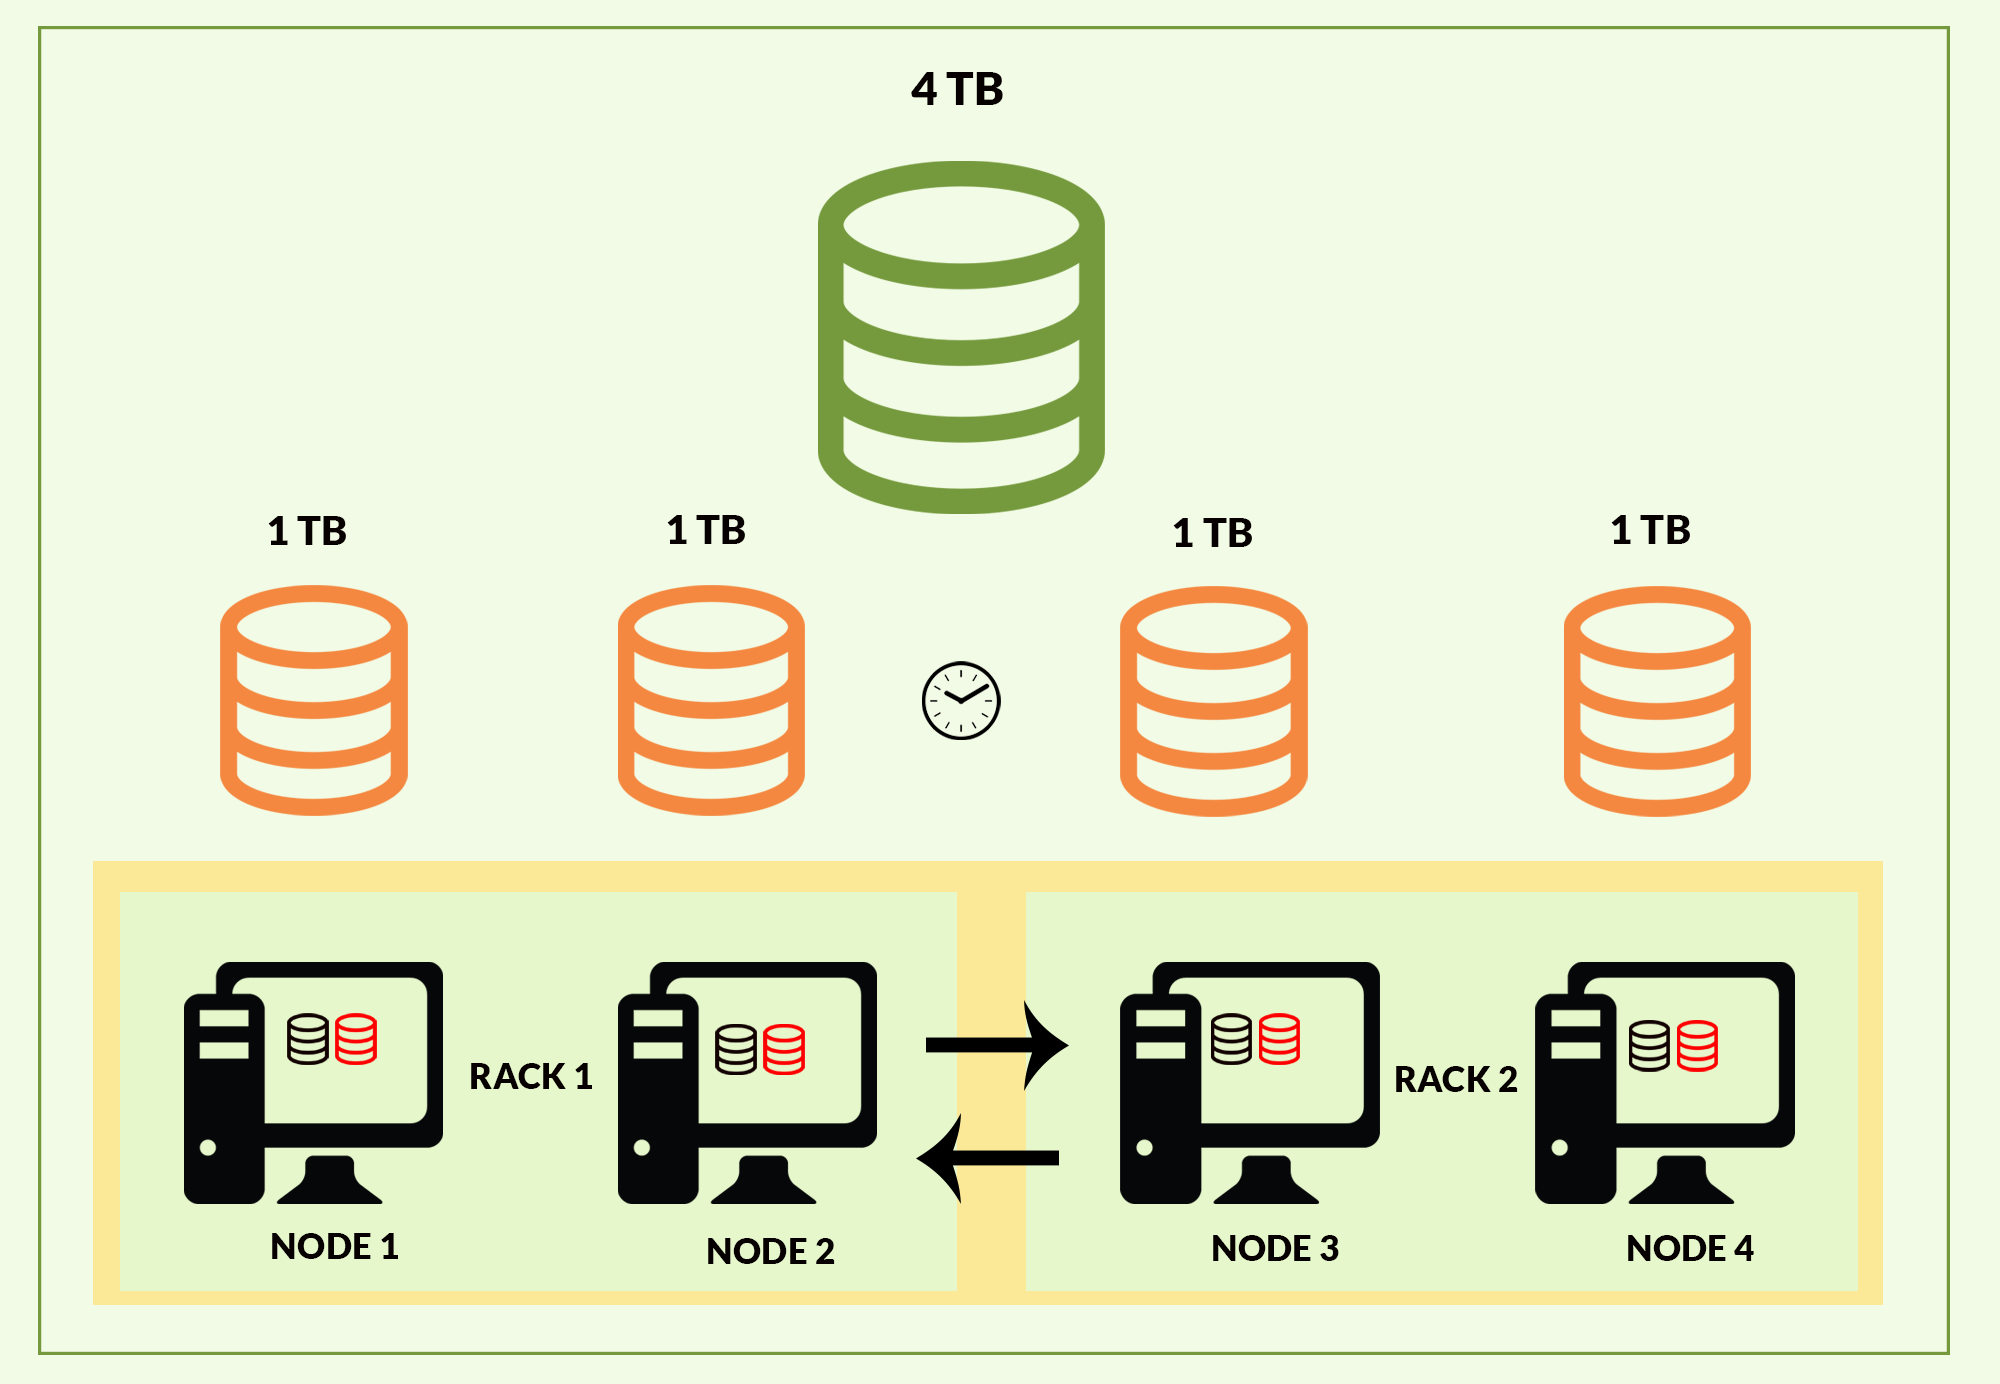 4 TB
1 TB
1 TB
1 TB
1 TB
RACK 1
RACK 2
NODE 1
NODE 2
NODE 3
NODE 4